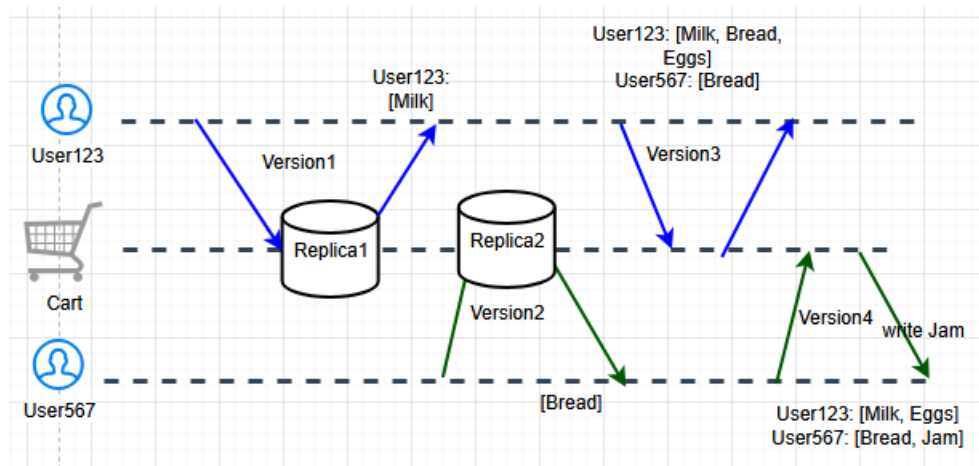 User123: [Milk, Bread,
Eggs]
User567: [Bread]
User123:
[Milk]
User123
Version1
Version3
Replica1
Replica2
Cart
Version2
Version4
write Jam
User567
[Bread]
User123: [Milk, Eggs]
User567: [Bread, Jam]